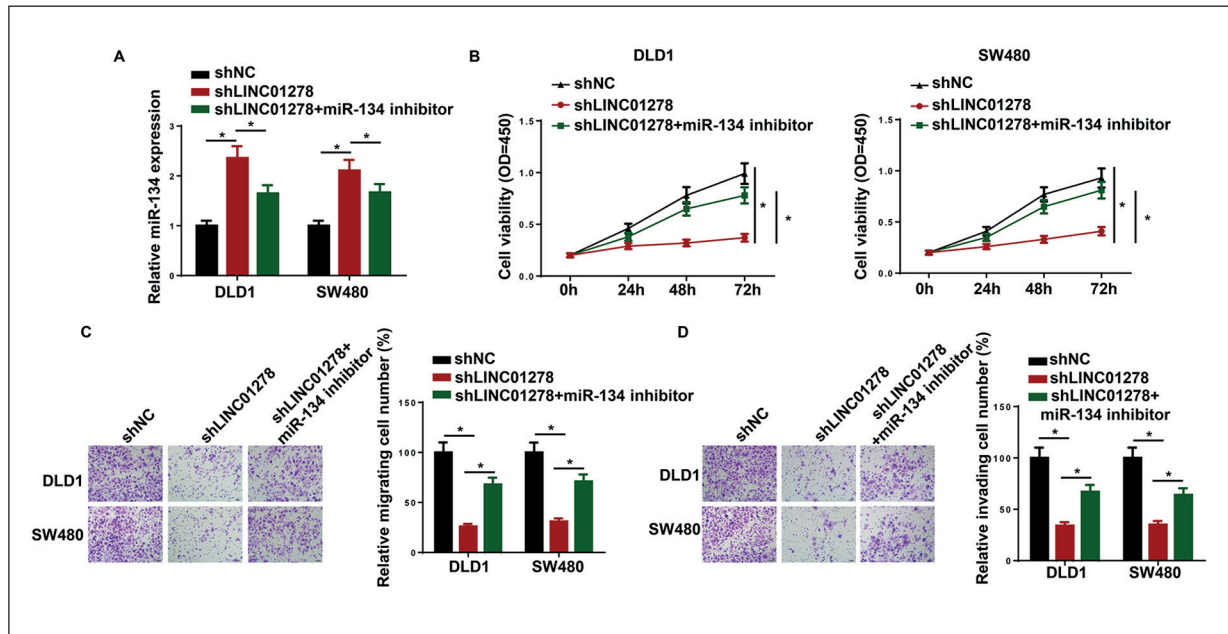 A
shNC
shLINC01278
shLINC01278+miR-134 inhibitor
Relative miR-134 expression
3
2
1
0
* * * *
DLD1 SW480
B
DLD1
shNC
shLINC01278
shLINC01278+miR-134 inhibitor
Cell viability (OD=450)
1.5
1.0
0.5
0.0
* *
0h 24h 48h 72h
SW480
shNC
shLINC01278
shLINC01278+miR-134 inhibitor
Cell viability (OD=450)
1.5
1.0
0.5
0.0
* *
0h 24h 48h 72h
C
shNC
shLINC01278
shLINC01278+
miR-134 inhibitor
DLD1
SW480
Relative migrating cell number (%)
shNC
shLINC01278
shLINC01278+miR-134 inhibitor
150
100
50
0
* * * *
DLD1 SW480
D
shNC
shLINC01278
shLINC01278
+miR-134 inhibitor
DLD1
SW480
Relative invading cell number (%)
shNC
shLINC01278
shLINC01278+
miR-134 inhibitor
150
100
50
0
* * * *
DLD1 SW480